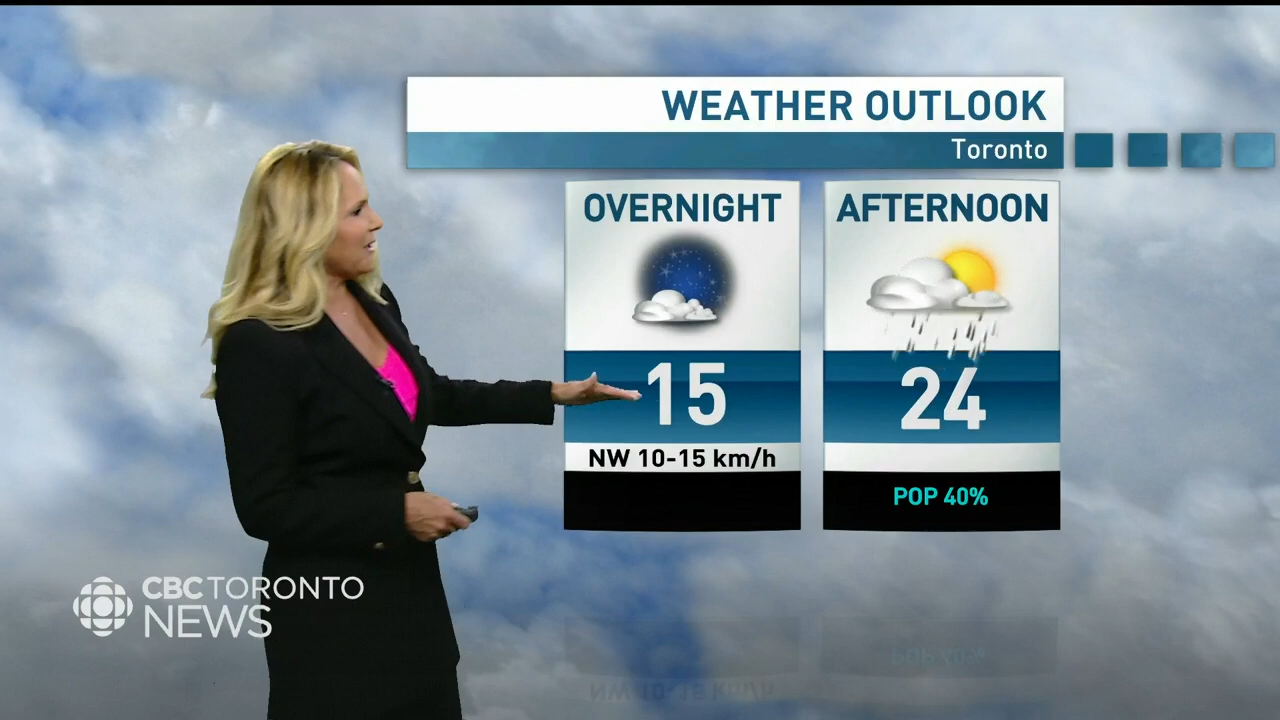 WEATHER OUTLOOK
Toronto
OVERNIGHT
15
NW 10-15 km/h
AFTERNOON
24
POP 40%
CBC TORONTO
NEWS